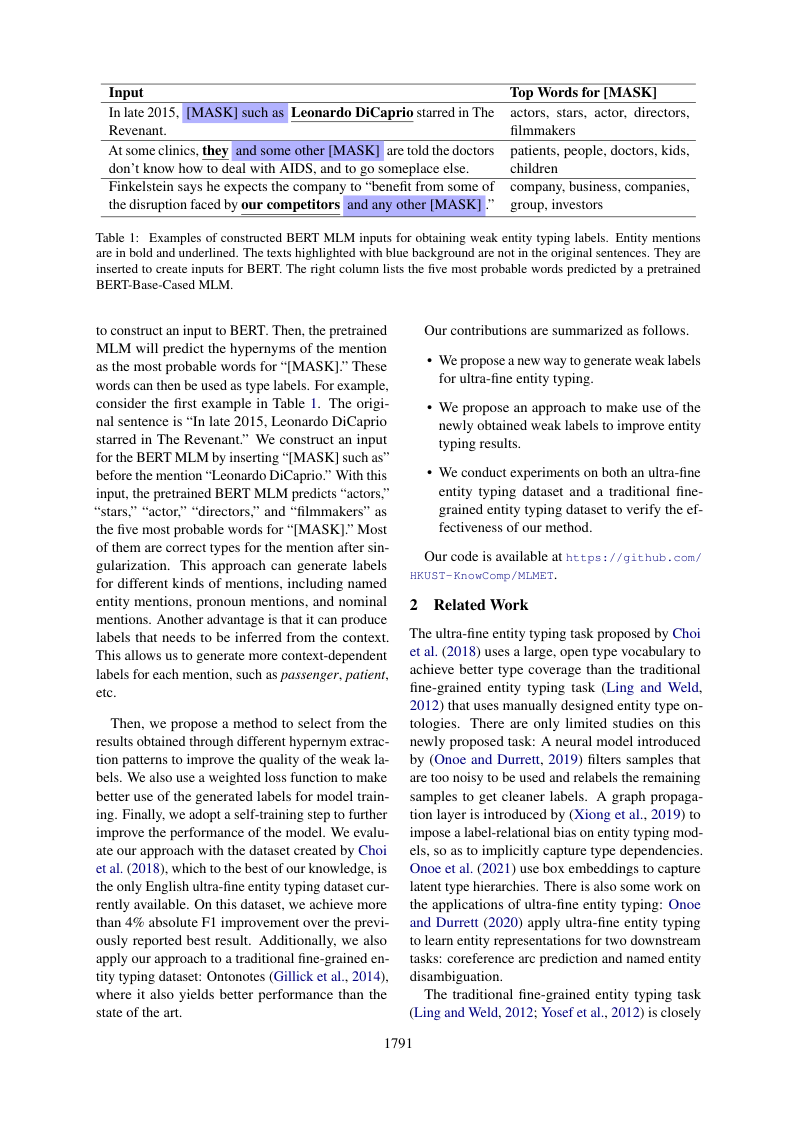 Input Top Words for [MASK]
In late 2015, [MASK] such as Leonardo DiCaprio starred in The actors, stars, actor, directors,
Revenant. filmmakers
At some clinics, they and some other [MASK] are told the doctors patients, people, doctors, kids,
don't know how to deal with AIDS, and to go someplace else. children
Finkelstein says he expects the company to “benefit from some of company, business, companies,
the disruption faced by our competitors and any other [MASK] .” group, investors
Table 1: Examples of constructed BERT MLM inputs for obtaining weak entity typing labels. Entity mentions
are in bold and underlined. The texts highlighted with blue background are not in the original sentences. They are
inserted to create inputs for BERT. The right column lists the five most probable words predicted by a pretrained
BERT-Base-Cased MLM.
to construct an input to BERT. Then, the pretrained
MLM will predict the hypernyms of the mention
as the most probable words for “[MASK].” These
words can then be used as type labels. For example,
consider the first example in Table 1. The origi-
nal sentence is “In late 2015, Leonardo DiCaprio
starred in The Revenant.” We construct an input
for the BERT MLM by inserting “[MASK] such as”
before the mention “Leonardo DiCaprio.” With this
input, the pretrained BERT MLM predicts “actors,”
“stars,” “actor,” “directors,” and “filmmakers” as
the five most probable words for “[MASK].” Most
of them are correct types for the mention after sin-
gularization. This approach can generate labels
for different kinds of mentions, including named
entity mentions, pronoun mentions, and nominal
mentions. Another advantage is that it can produce
labels that needs to be inferred from the context.
This allows us to generate more context-dependent
labels for each mention, such as passenger, patient,
etc.
Then, we propose a method to select from the
results obtained through different hypernym extrac-
tion patterns to improve the quality of the weak la-
bels. We also use a weighted loss function to make
better use of the generated labels for model train-
ing. Finally, we adopt a self-training step to further
improve the performance of the model. We evalu-
ate our approach with the dataset created by Choi
et al. (2018), which to the best of our knowledge, is
the only English ultra-fine entity typing dataset cur-
rently available. On this dataset, we achieve more
than 4% absolute F1 improvement over the previ-
ously reported best result. Additionally, we also
apply our approach to a traditional fine-grained en-
tity typing dataset: Ontonotes (Gillick et al., 2014),
where it also yields better performance than the
state of the art.
Our contributions are summarized as follows.
• We propose a new way to generate weak labels
for ultra-fine entity typing.
• We propose an approach to make use of the
newly obtained weak labels to improve entity
typing results.
• We conduct experiments on both an ultra-fine
entity typing dataset and a traditional fine-
grained entity typing dataset to verify the ef-
fectiveness of our method.
Our code is available at https://github.com/
HKUST-KnowComp/MLMET.
2 Related Work
The ultra-fine entity typing task proposed by Choi
et al. (2018) uses a large, open type vocabulary to
achieve better type coverage than the traditional
fine-grained entity typing task (Ling and Weld,
2012) that uses manually designed entity type on-
tologies. There are only limited studies on this
newly proposed task: A neural model introduced
by (Onoe and Durrett, 2019) filters samples that
are too noisy to be used and relabels the remaining
samples to get cleaner labels. A graph propaga-
tion layer is introduced by (Xiong et al., 2019) to
impose a label-relational bias on entity typing mod-
els, so as to implicitly capture type dependencies.
Onoe et al. (2021) use box embeddings to capture
latent type hierarchies. There is also some work on
the applications of ultra-fine entity typing: Onoe
and Durrett (2020) apply ultra-fine entity typing
to learn entity representations for two downstream
tasks: coreference arc prediction and named entity
disambiguation.
The traditional fine-grained entity typing task
(Ling and Weld, 2012; Yosef et al., 2012) is closely
1791